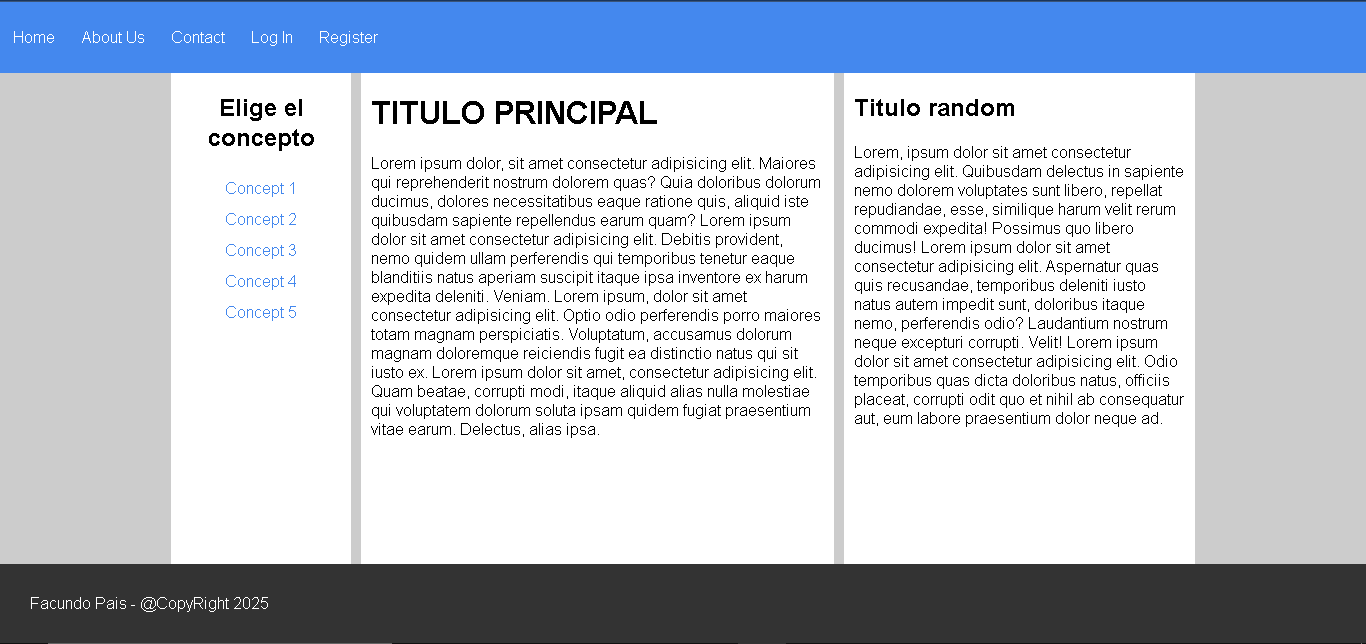 Home About Us Contact Log In Register
Elige el
concepto
Concept 1
Concept 2
Concept 3
Concept 4
Concept 5
TITULO PRINCIPAL
Lorem ipsum dolor, sit amet consectetur adipisicing elit. Maiores
qui reprehenderit nostrum dolorem quas? Quia doloribus dolorum
ducimus, dolores necessitatibus eaque ratione quis, aliquid iste
quibusdam sapiente repellendus earum quam? Lorem ipsum
dolor sit amet consectetur adipisicing elit. Debitis provident,
nemo quidem ullam perferendis qui temporibus tenetur eaque
blanditiis natus aperiam suscipit itaque ipsa inventore ex harum
expedita deleniti. Veniam. Lorem ipsum, dolor sit amet
consectetur adipisicing elit. Optio odio perferendis porro maiores
totam magnam perspiciatis. Voluptatum, accusamus dolorum
magnam doloremque reiciendis fugit ea distinctio natus qui sit
iusto ex. Lorem ipsum dolor sit amet, consectetur adipisicing elit.
Quam beatae, corrupti modi, itaque aliquid alias nulla molestiae
qui voluptatem dolorum soluta ipsam quidem fugiat praesentium
vitae earum. Delectus, alias ipsa.
Titulo random
Lorem, ipsum dolor sit amet consectetur
adipisicing elit. Quibusdam delectus in sapiente
nemo dolorem voluptates sunt libero, repellat
repudiandae, esse, similique harum velit rerum
commodi expedita! Possimus quo libero
ducimus! Lorem ipsum dolor sit amet
consectetur adipisicing elit. Aspernatur quas
quis recusandae, temporibus deleniti iusto
natus autem impedit sunt, doloribus itaque
nemo, perferendis odio? Laudantium nostrum
neque excepturi corrupti. Velit! Lorem ipsum
dolor sit amet consectetur adipisicing elit. Odio
temporibus quas dicta doloribus natus, officiis
placeat, corrupti odit quo et nihil ab consequatur
aut, eum labore praesentium dolor neque ad.
Facundo Pais - @CopyRight 2025